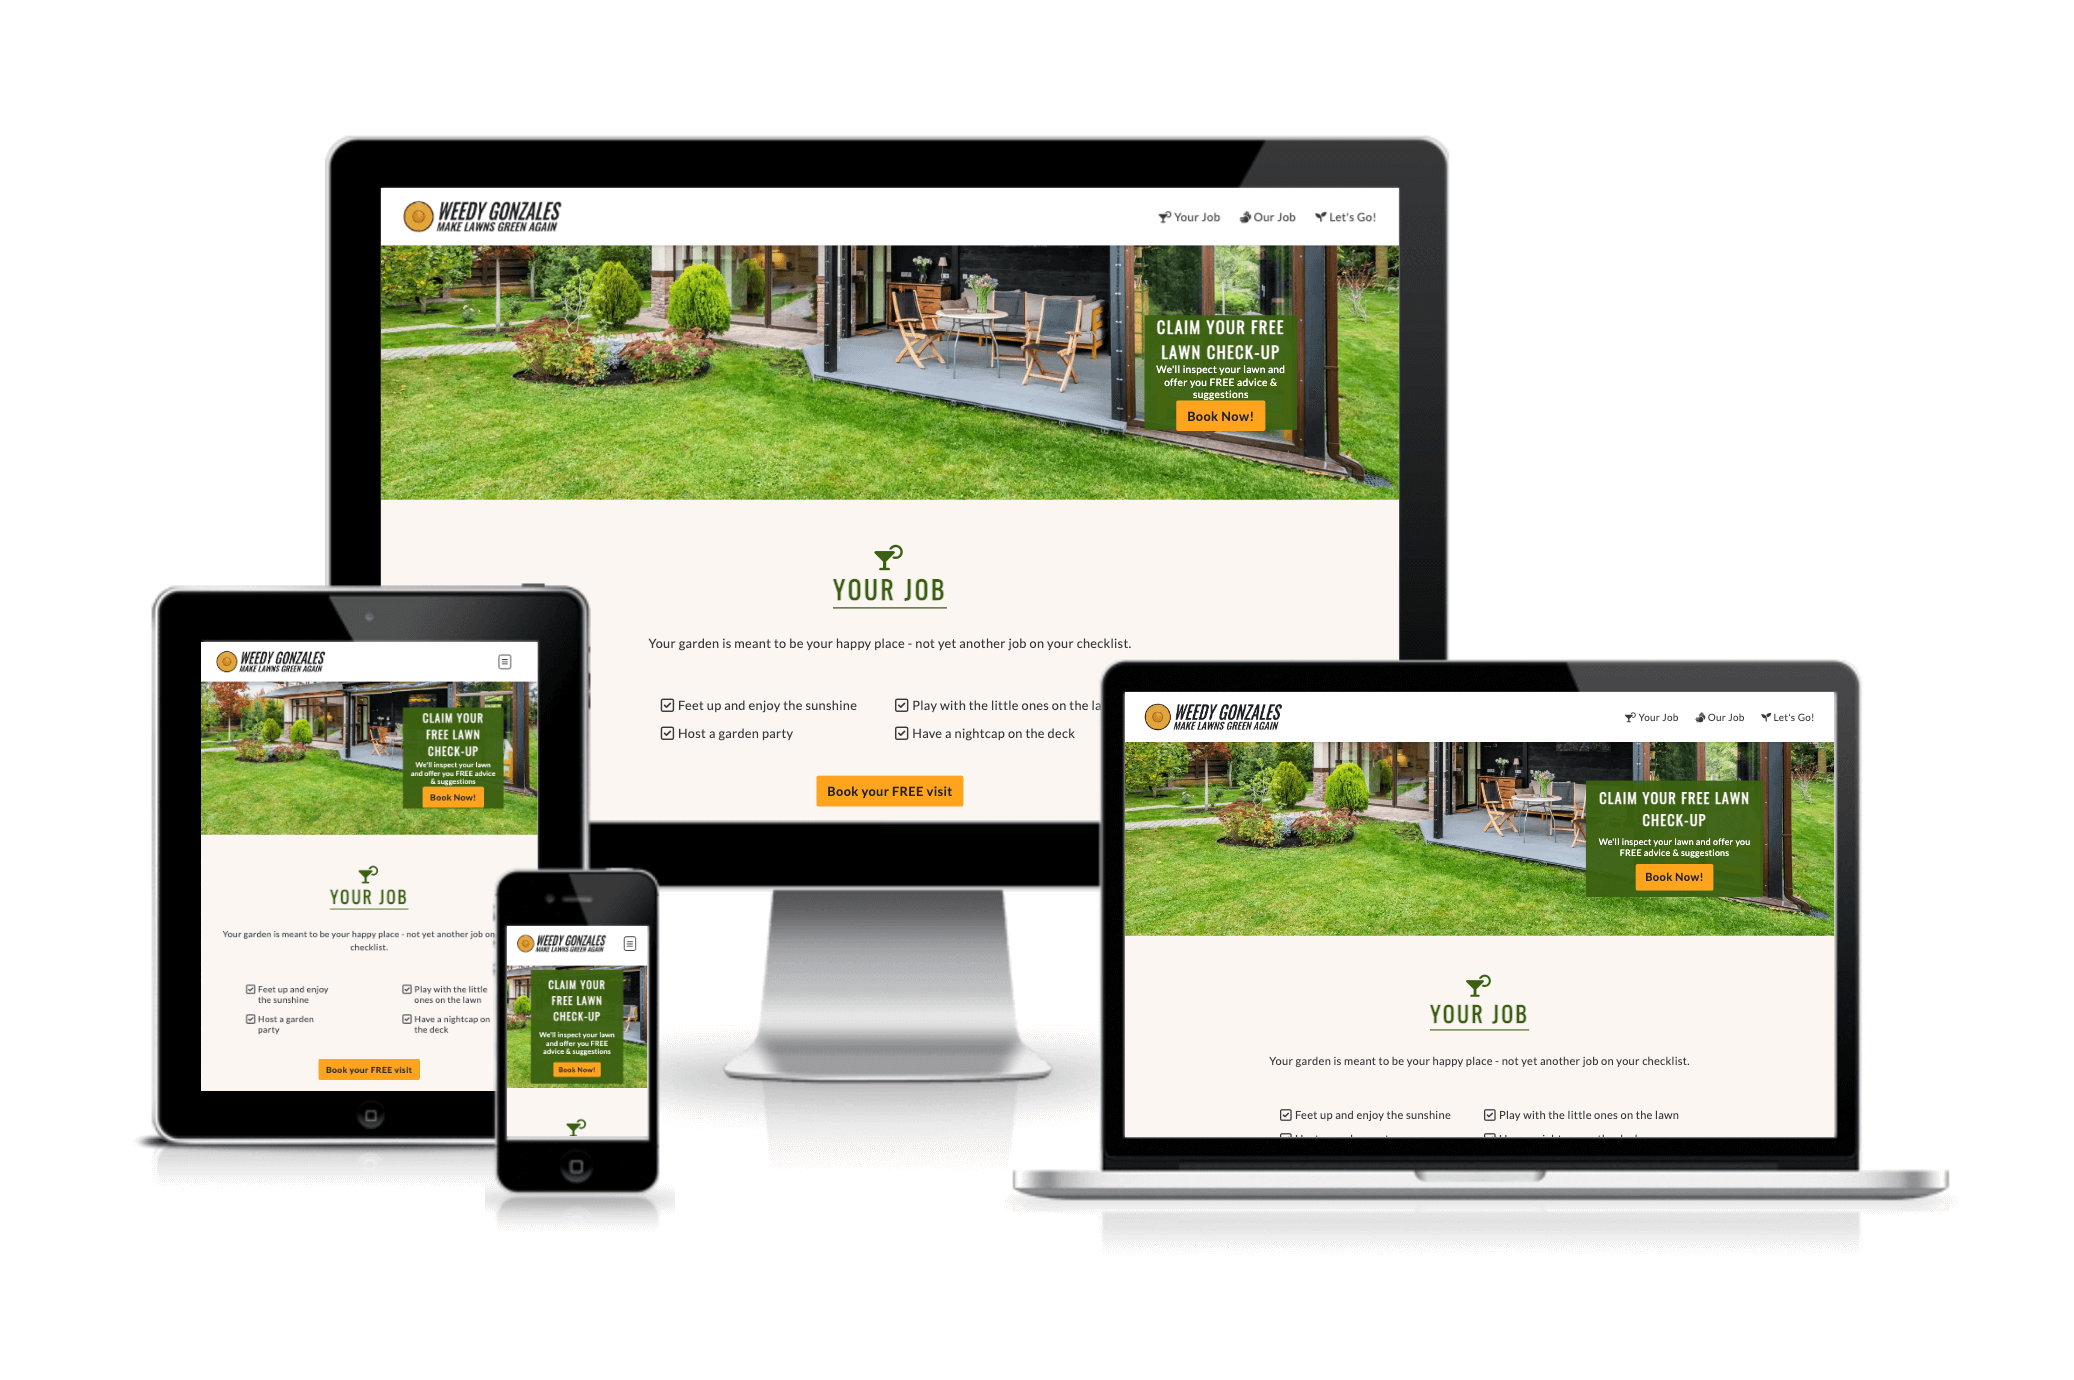 WEEDY GONZALES
MAKE LAWNS GREEN AGAIN
Your Job Our Job Let's Go!
CLAIM YOUR FREE
LAWN CHECK-UP
We'll inspect your lawn and
offer you FREE advice &
suggestions
Book Now!
YOUR JOB
Your garden is meant to be your happy place - not yet another job on your checklist.
Feet up and enjoy the sunshine
Play with the little ones on the la
Host a garden party
Have a nightcap on the deck
Book your FREE visit
WEEDY GONZALES
MAKE LAWNS GREEN AGAIN
CLAIM YOUR
FREE LAWN
CHECK-UP
We'll inspect your lawn
and offer you FREE advice
& suggestions
Book Now!
YOUR JOB
Your garden is meant to be your happy place - not yet another job on
checklist.
Feet up and enjoy
the sunshine
Play with the little
ones on the lawn
Host a garden
party
Have a nightcap on
the deck
Book your FREE visit
WEEDY GONZALES
MAKE LAWNS GREEN AGAIN
CLAIM YOUR
FREE LAWN
CHECK-UP
We'll inspect your lawn
and offer you FREE
advice & suggestions
Book Now!
WEEDY GONZALES
MAKE LAWNS GREEN AGAIN
Your Job Our Job Let's Go!
CLAIM YOUR FREE LAWN
CHECK-UP
We'll inspect your lawn and offer you
FREE advice & suggestions
Book Now!
YOUR JOB
Your garden is meant to be your happy place - not yet another job on your checklist.
Feet up and enjoy the sunshine
Play with the little ones on the lawn